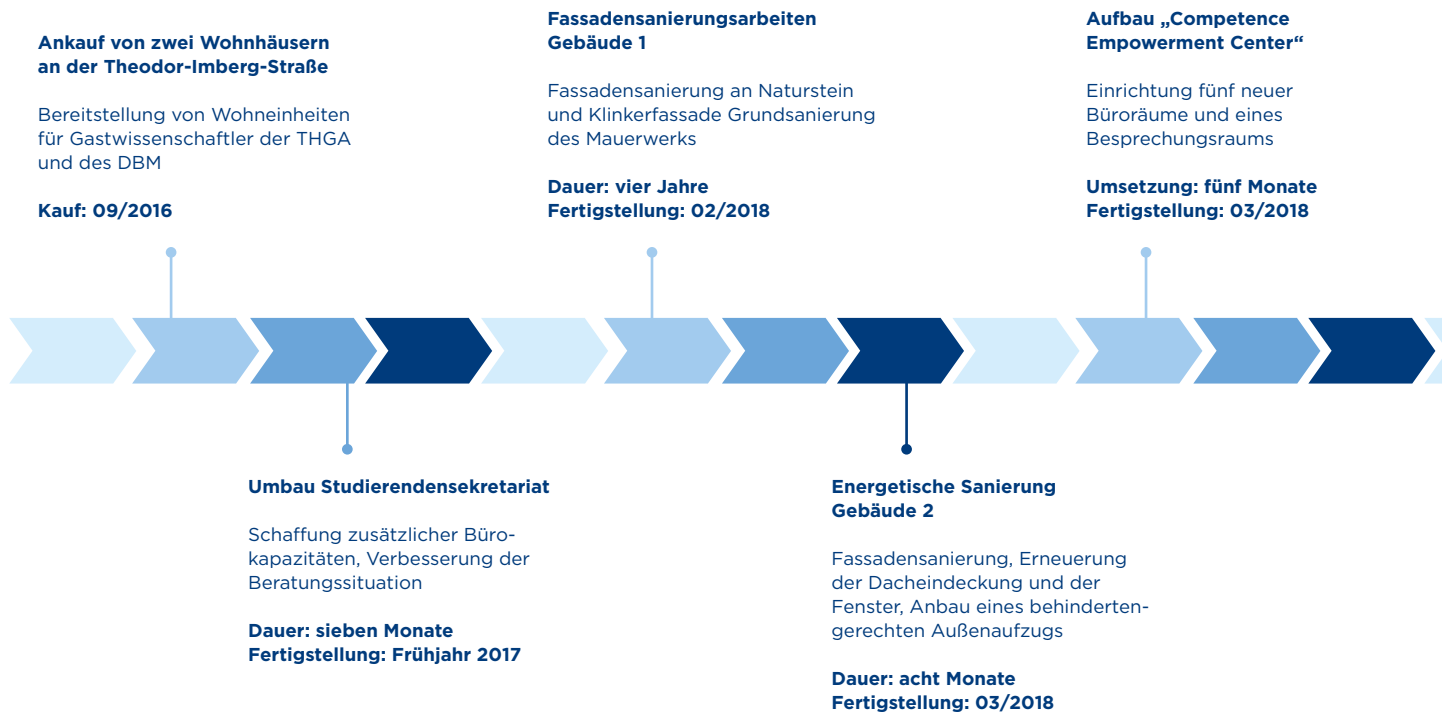 Ankauf von zwei Wohnhäusern
an der Theodor-Imberg-Straße
Bereitstellung von Wohneinheiten
für Gastwissenschaftler der THGA
und des DBM
Kauf: 09/2016
Fassadensanierungsarbeiten
Gebäude 1
Fassadensanierung an Naturstein
und Klinkerfassade Grundsanierung
des Mauerwerks
Dauer: vier Jahre
Fertigstellung: 02/2018
Aufbau „Competence
Empowerment Center“
Einrichtung fünf neuer
Büroräume und eines
Besprechungsraums
Umsetzung: fünf Monate
Fertigstellung: 03/2018
Umbau Studierendensekretariat
Schaffung zusätzlicher Büro-
kapazitäten, Verbesserung der
Beratungssituation
Dauer: sieben Monate
Fertigstellung: Frühjahr 2017
Energetische Sanierung
Gebäude 2
Fassadensanierung, Erneuerung
der Dacheindeckung und der
Fenster, Anbau eines behinderten-
gerechten Außenaufzugs
Dauer: acht Monate
Fertigstellung: 03/2018